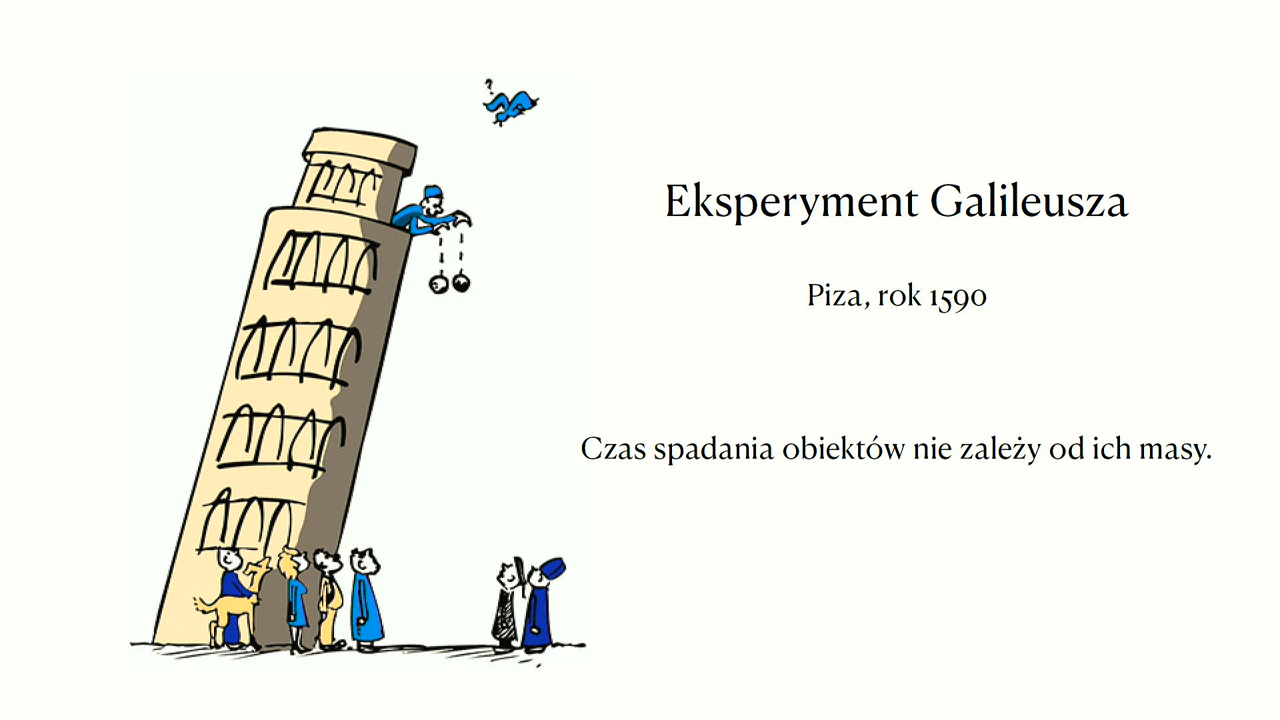 ?
Eksperyment Galileusza
Piza, rok 1590
Czas spadania obiektów nie zależy od ich masy.